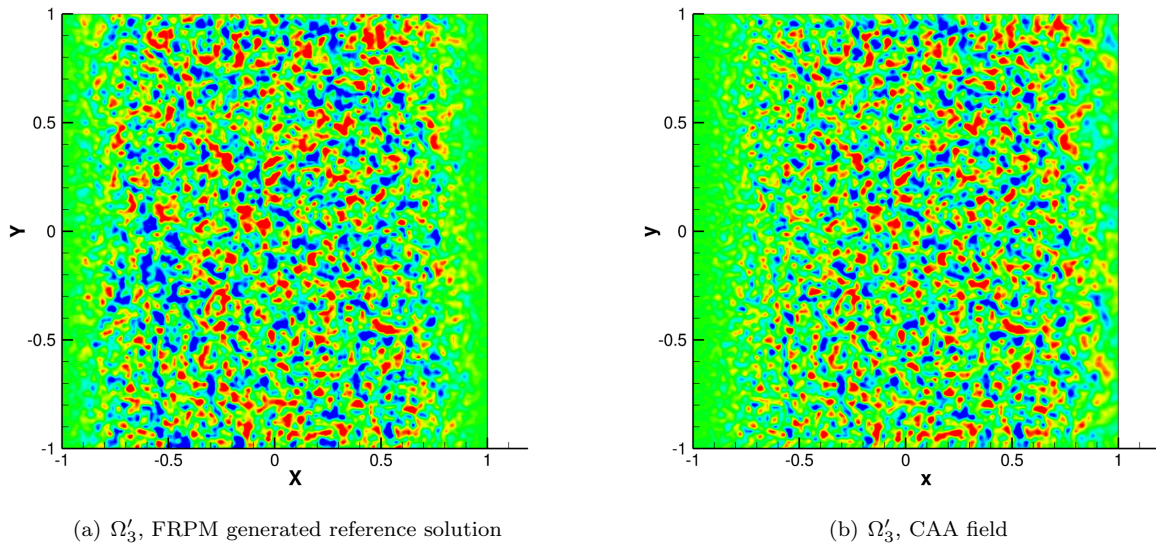 1
0.5
0
-0.5
-1
Y
-1 -0.5 0 0.5 1
X
(a) Ω′₃, FRPM generated reference solution
1
0.5
0
-0.5
-1
y
-1 -0.5 0 0.5 1
x
(b) Ω′₃, CAA field